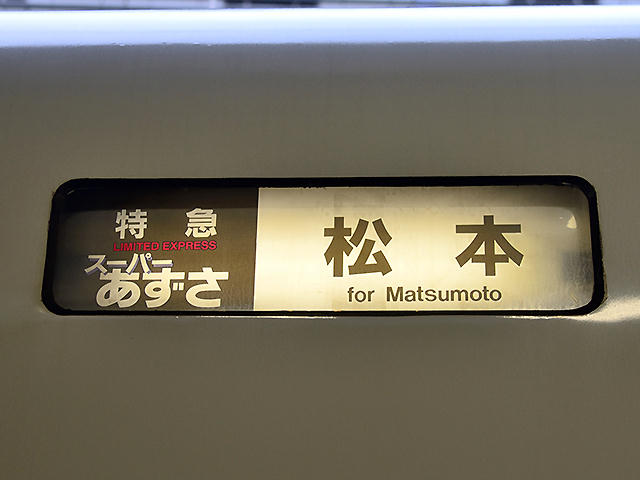 特急
LIMITED EXPRESS
スーパー
あずさ
松本
for Matsumoto